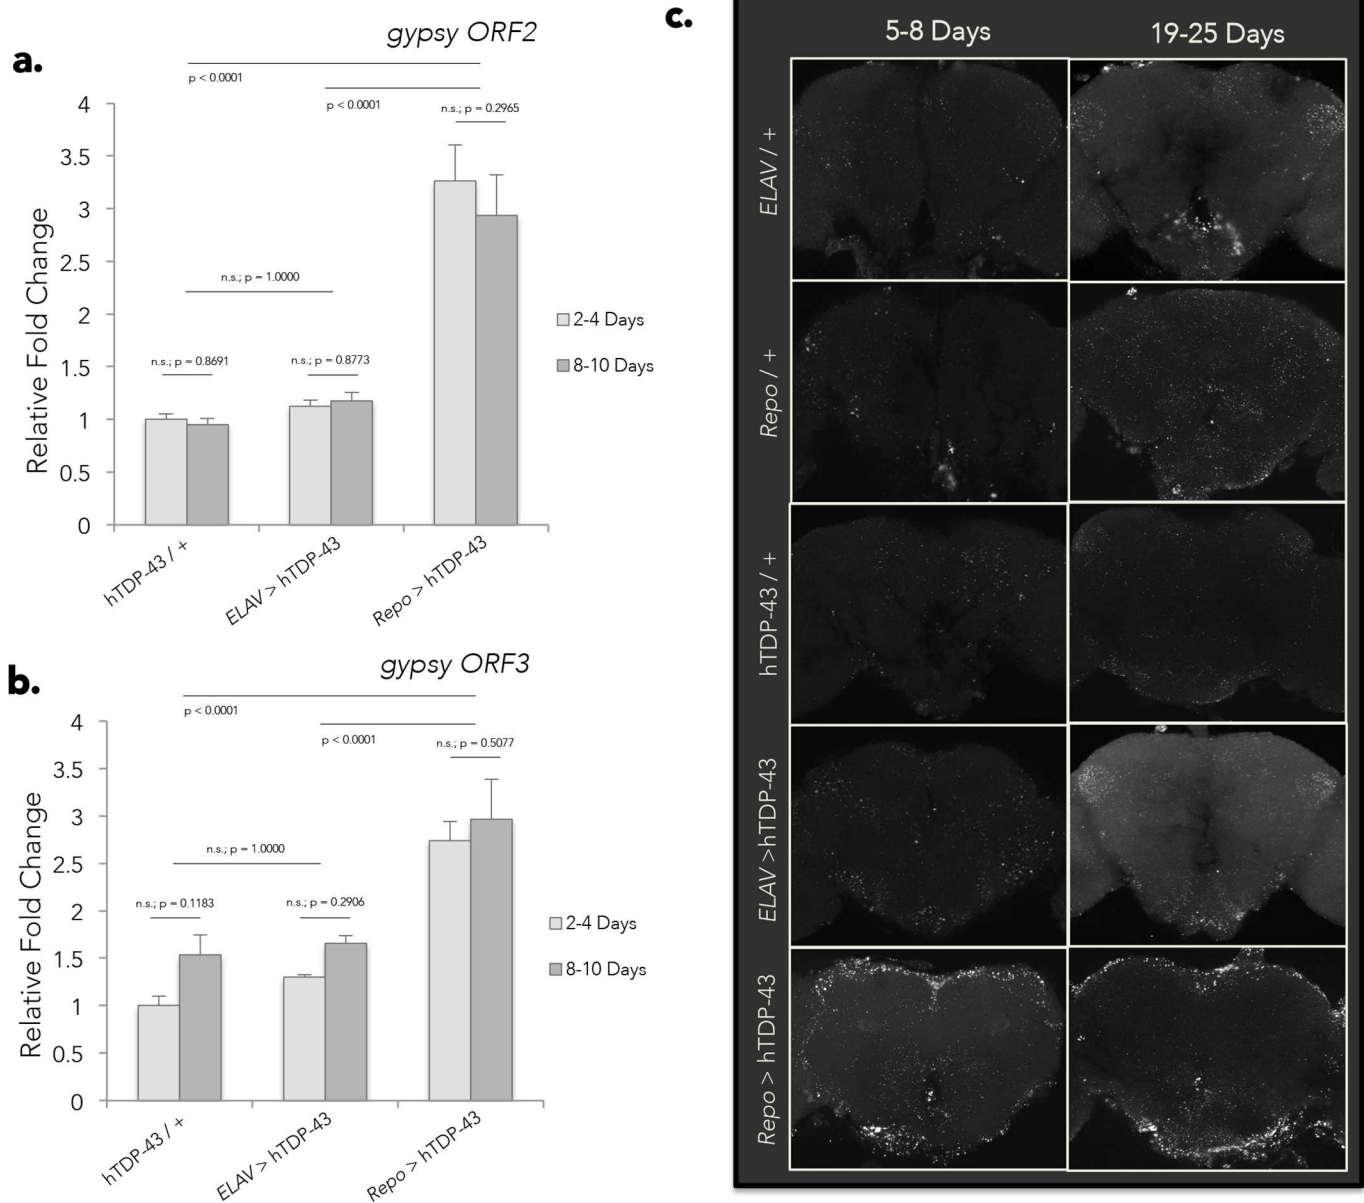 a.
gypsy ORF2
p < 0.0001
p < 0.0001
n.s.; p = 0.2965
n.s.; p = 1.0000
n.s.; p = 0.8691
n.s.; p = 0.8773
Relative Fold Change
4
3.5
3
2.5
2
1.5
1
0.5
0
2-4 Days
8-10 Days
hTDP-43 / +
ELAV > hTDP-43
Repo > hTDP-43
b.
gypsy ORF3
p < 0.0001
p < 0.0001
n.s.; p = 0.5077
n.s.; p = 1.0000
n.s.; p = 0.1183
n.s.; p = 0.2906
Relative Fold Change
4
3.5
3
2.5
2
1.5
1
0.5
0
2-4 Days
8-10 Days
hTDP-43 / +
ELAV > hTDP-43
Repo > hTDP-43
c.
5-8 Days
19-25 Days
ELAV / +
Repo / +
hTDP-43 / +
ELAV >hTDP-43
Repo > hTDP-43